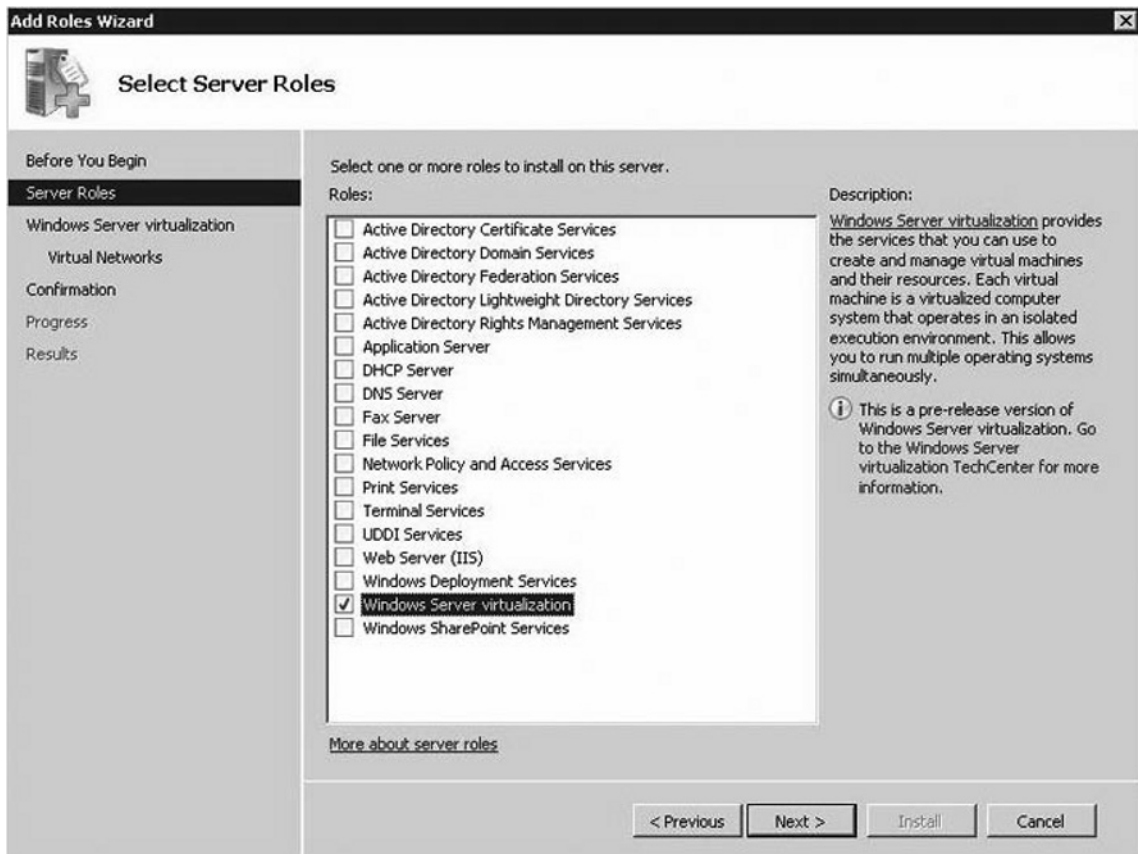 Add Roles Wizard
Select Server Roles
Before You Begin
Server Roles
Windows Server virtualization
Virtual Networks
Confirmation
Progress
Results
Select one or more roles to install on this server.
Roles:
Active Directory Certificate Services
Active Directory Domain Services
Active Directory Federation Services
Active Directory Lightweight Directory Services
Active Directory Rights Management Services
Application Server
DHCP Server
DNS Server
Fax Server
File Services
Network Policy and Access Services
Print Services
Terminal Services
UDDI Services
Web Server (IIS)
Windows Deployment Services
Windows Server virtualization
Windows SharePoint Services
More about server roles
Description:
Windows Server virtualization provides
the services that you can use to
create and manage virtual machines
and their resources. Each virtual
machine is a virtualized computer
system that operates in an isolated
execution environment. This allows
you to run multiple operating systems
simultaneously.
This is a pre-release version of
Windows Server virtualization. Go
to the Windows Server
virtualization TechCenter for more
information.
< Previous
Next >
Install
Cancel